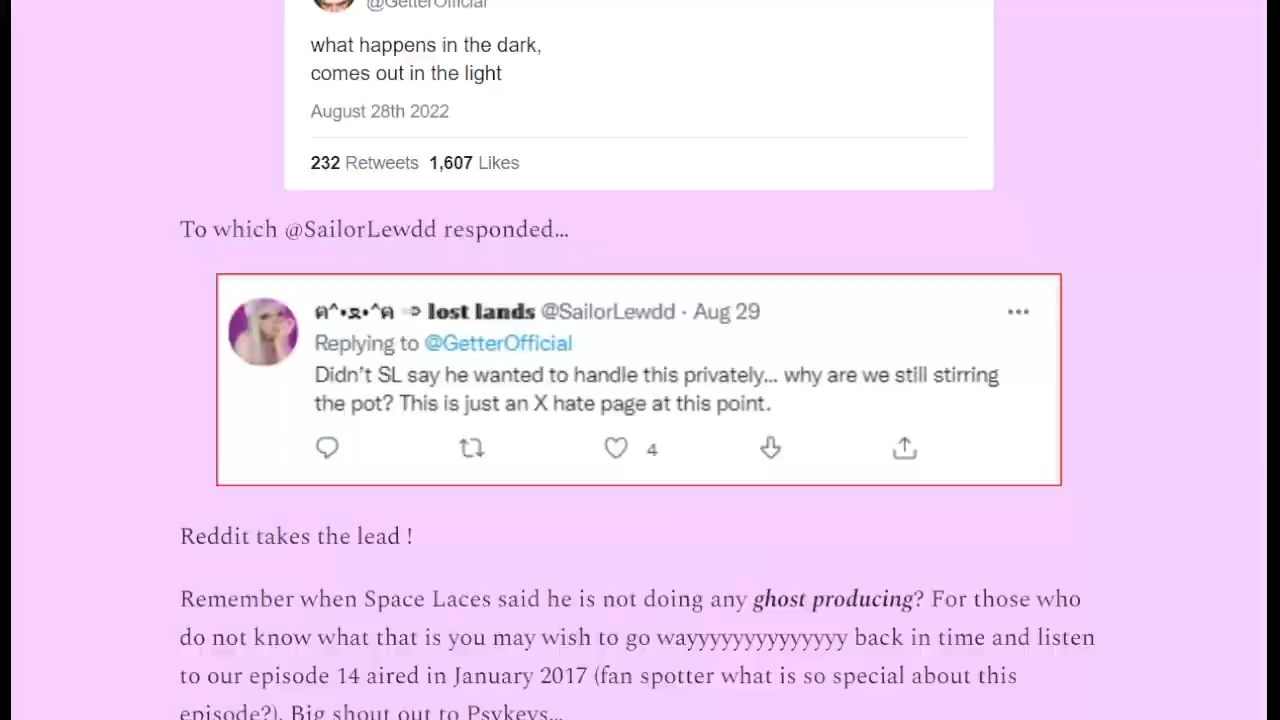 @GetterOfficial
what happens in the dark,
comes out in the light
August 28th 2022
232 Retweets 1,607 Likes
To which @SailorLewdd responded...
ฅ^•ﻌ•^ฅ ➩ lost lands @SailorLewdd · Aug 29
Replying to @GetterOfficial
Didn't SL say he wanted to handle this privately... why are we still stirring
the pot? This is just an X hate page at this point.
4
Reddit takes the lead !
Remember when Space Laces said he is not doing any ghost producing? For those who
do not know what that is you may wish to go wayyyyyyyyyyyyyy back in time and listen
to our episode 14 aired in January 2017 (fan spotter what is so special about this
episode?). Big shout out to Psykeys...